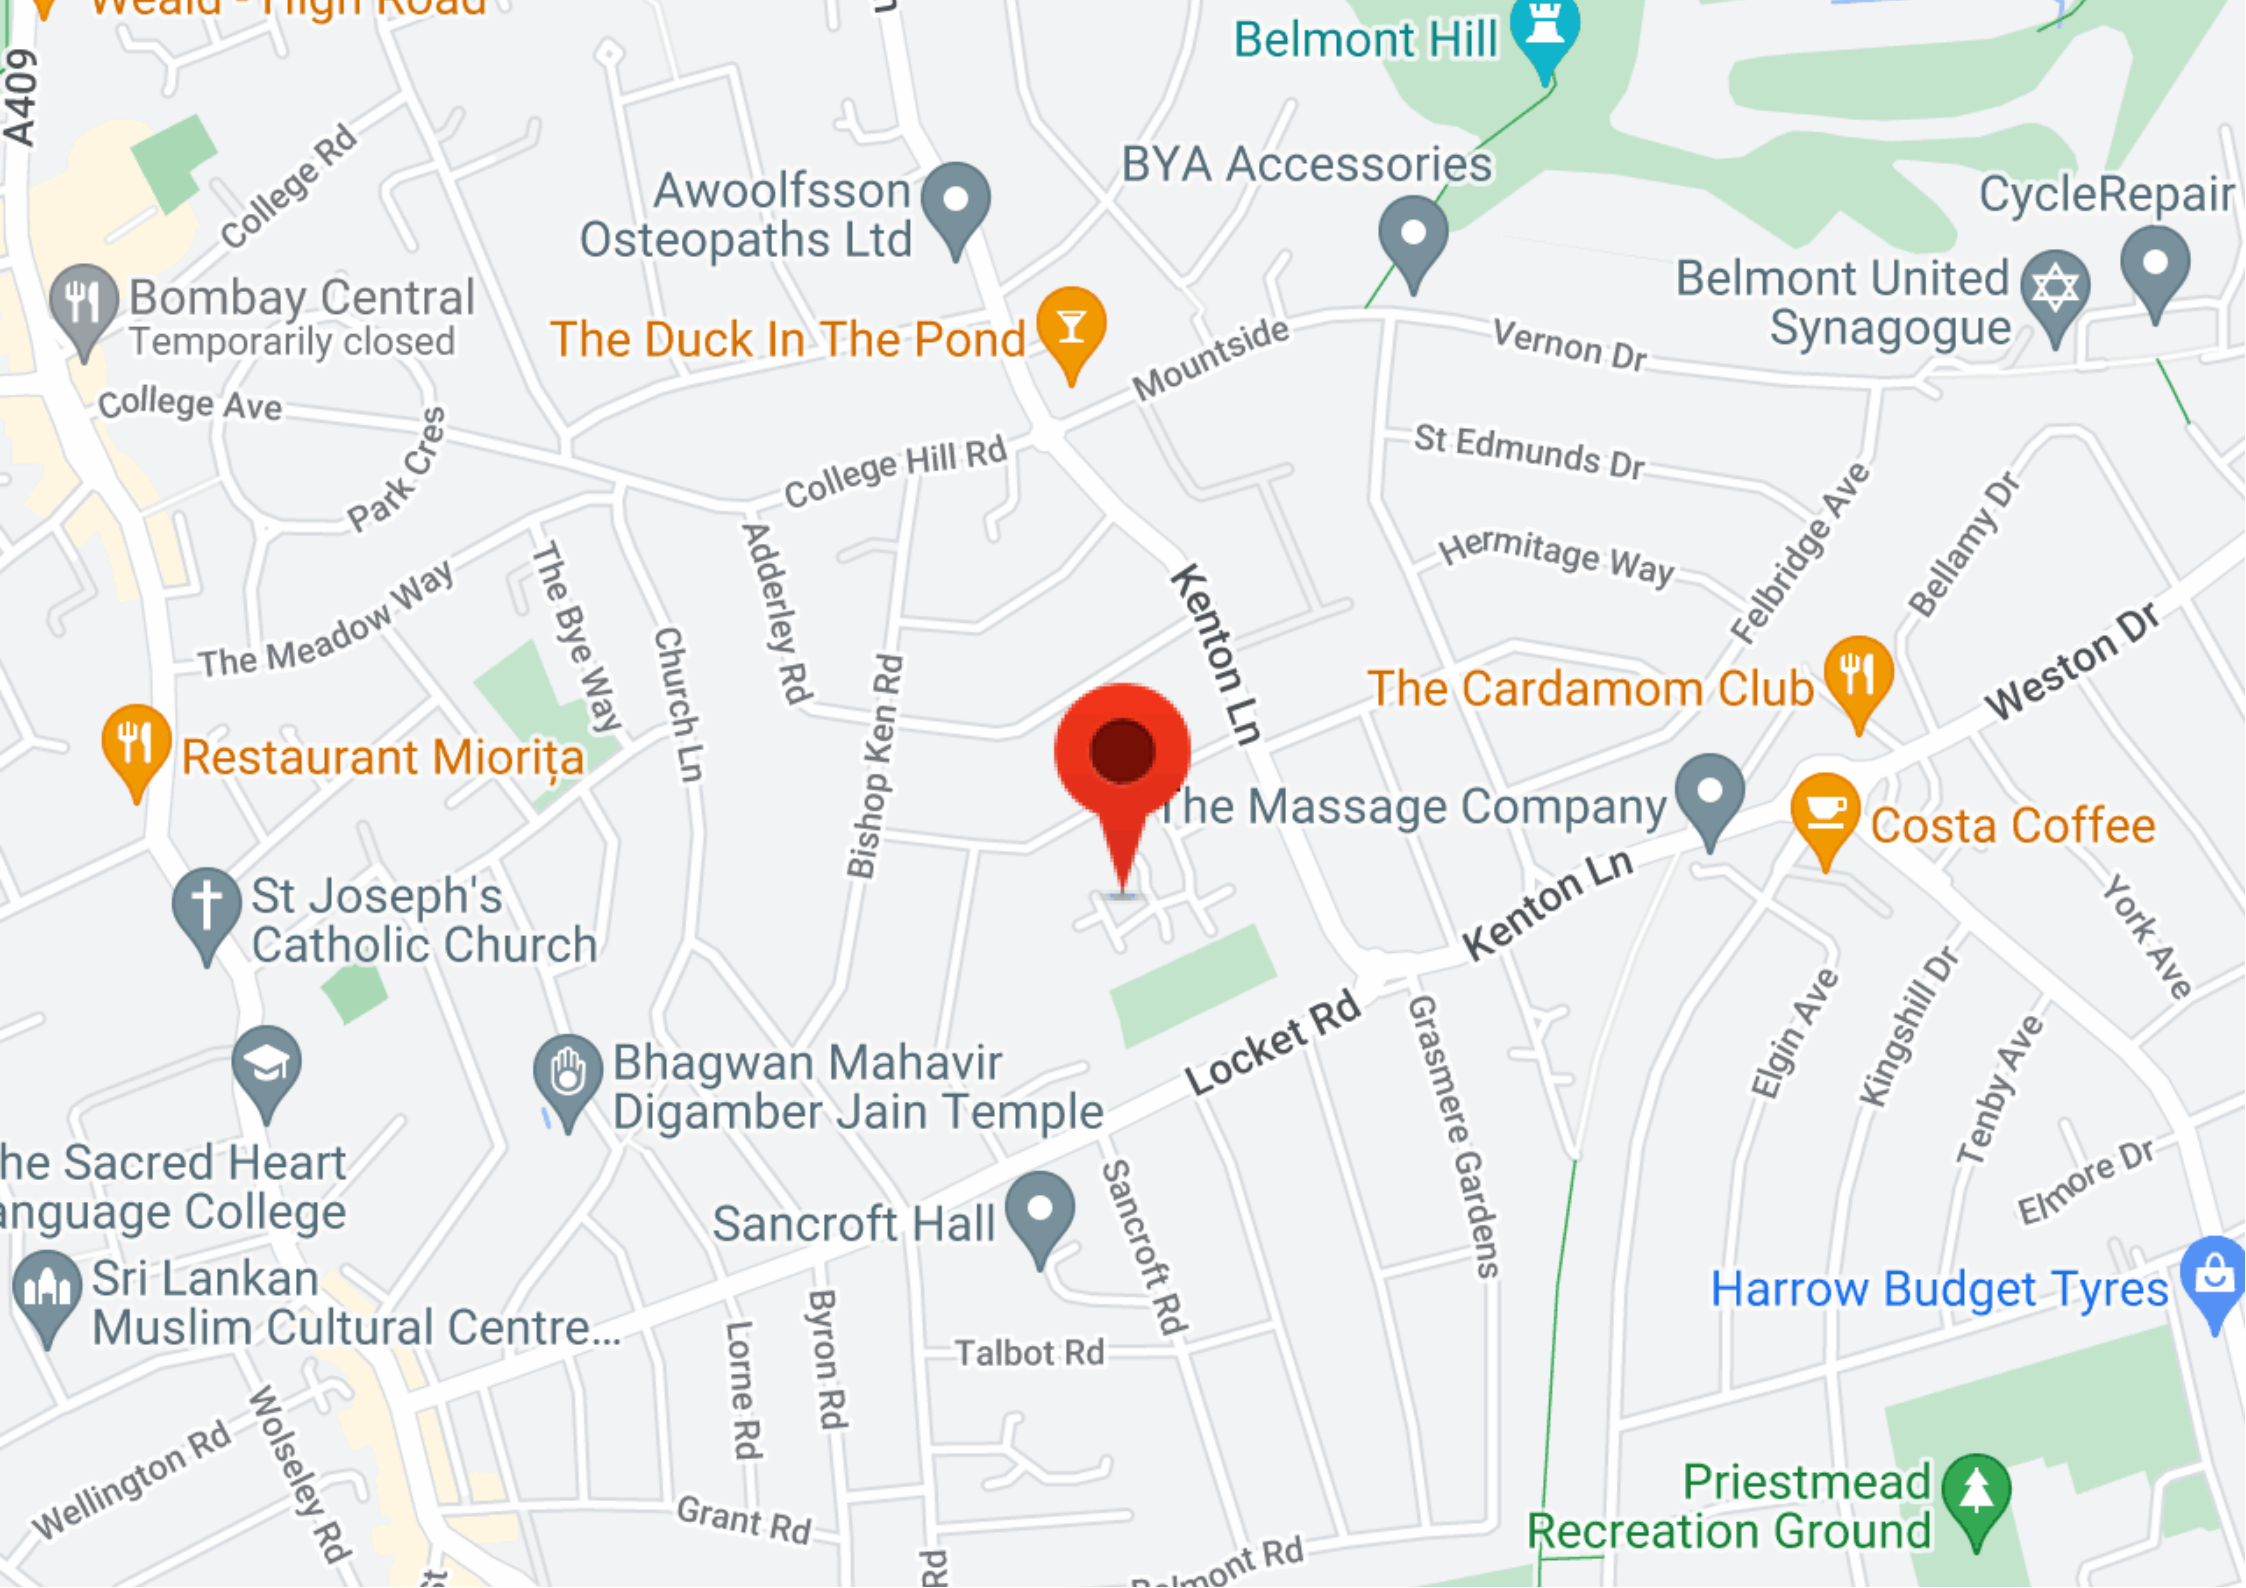 Weald - High Road
A409
Belmont Hill
College Rd
BYA Accessories
Awoolfsson
Osteopaths Ltd
CycleRepair
Belmont United
Synagogue
Bombay Central
Temporarily closed
The Duck In The Pond
Mountside
Vernon Dr
College Ave
Park Cres
College Hill Rd
St Edmunds Dr
Felbridge Ave
Bellamy Dr
Hermitage Way
The Meadow Way
The Bye Way
Church Ln
Adderley Rd
Bishop Ken Rd
Kenton Ln
Weston Dr
The Cardamom Club
Restaurant Miorița
The Massage Company
Costa Coffee
Kenton Ln
York Ave
St Joseph's
Catholic Church
Locket Rd
Grasmere Gardens
Elgin Ave
Kingshill Dr
Tenby Ave
Elmore Dr
Bhagwan Mahavir
Digamber Jain Temple
he Sacred Heart
anguage College
Sancroft Hall
Sancroft Rd
Sri Lankan
Muslim Cultural Centre...
Harrow Budget Tyres
Lorne Rd
Byron Rd
Talbot Rd
Wellington Rd
Wolseley Rd
Grant Rd
Rd
Belmont Rd
Priestmead
Recreation Ground